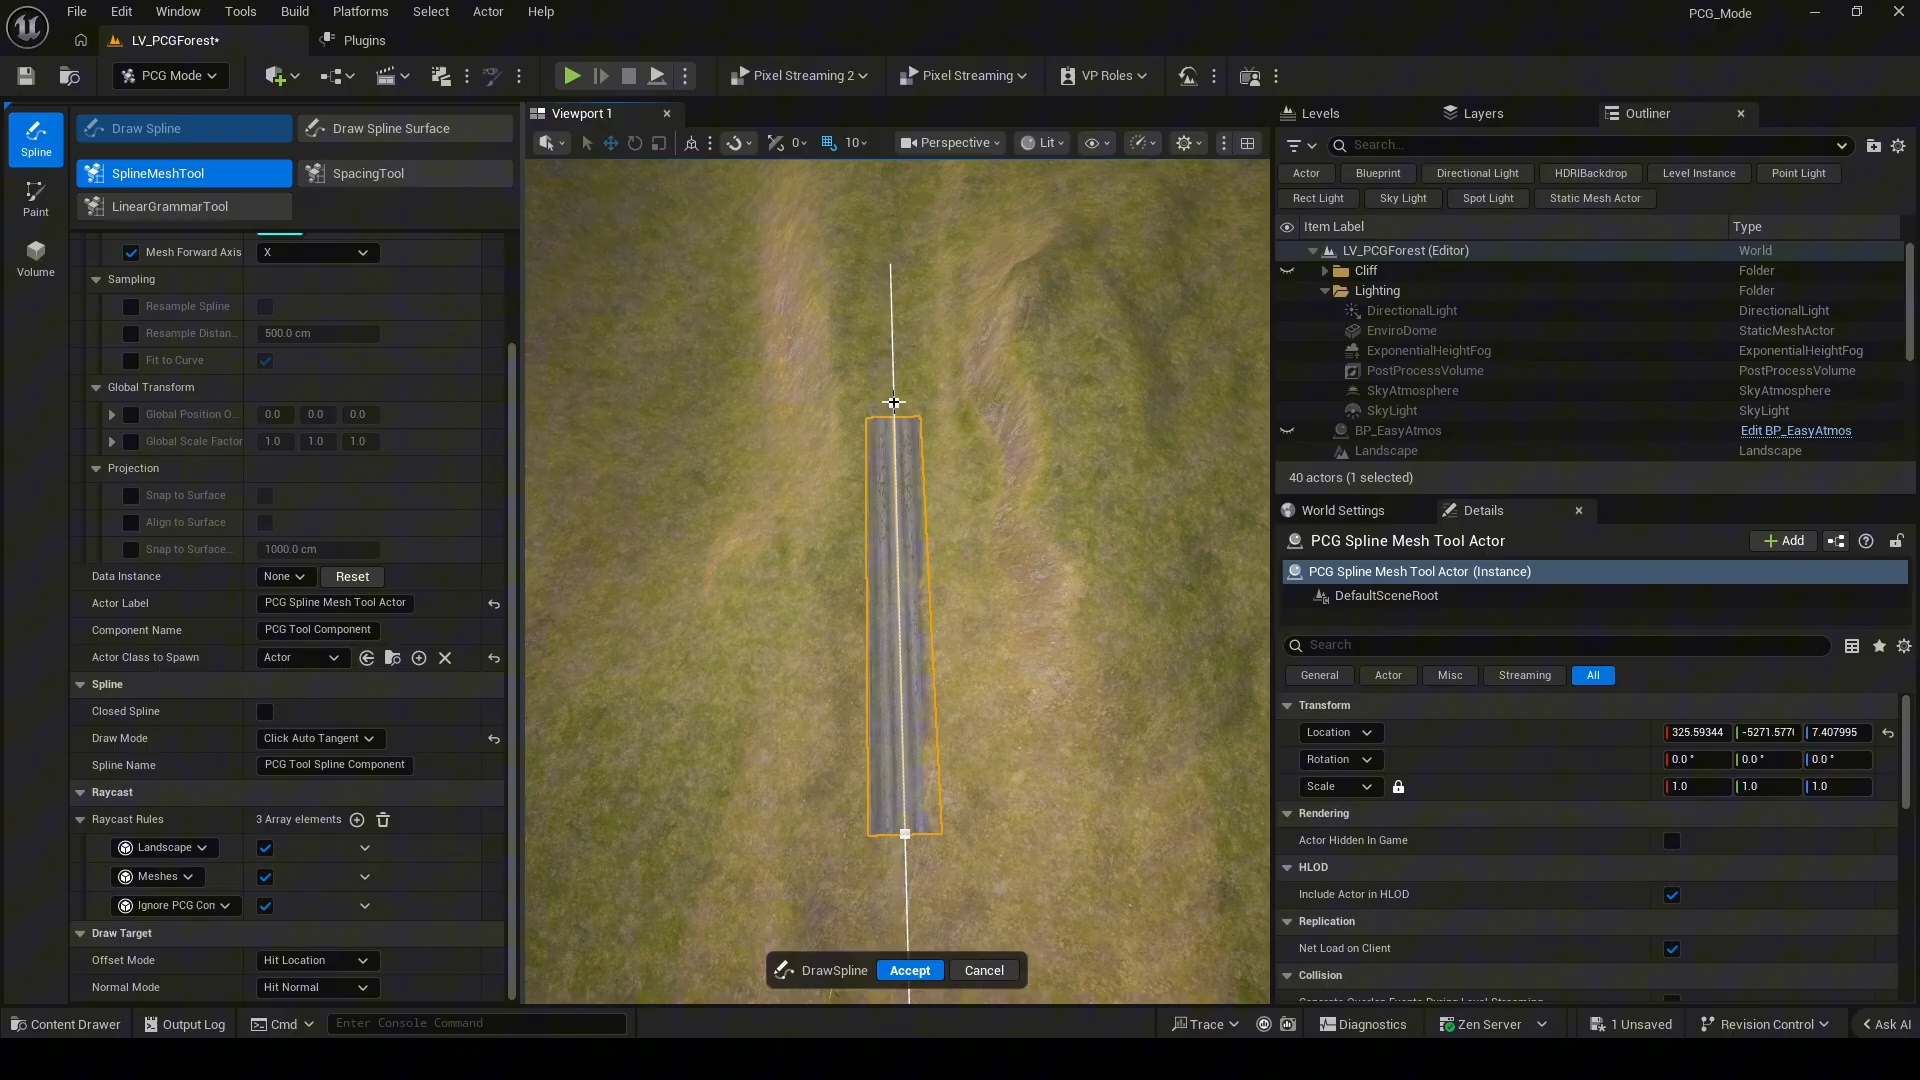 File Edit Window Tools Build Platforms Select Actor Help
PCG_Mode
LV_PCGForest*
Plugins
PCG Mode
Pixel Streaming 2
Pixel Streaming
VP Roles
Spline
Paint
Volume
Draw Spline
Draw Spline Surface
SplineMeshTool
SpacingTool
LinearGrammarTool
Mesh Forward Axis X
Sampling
Resample Spline
Resample Distan... 500.0 cm
Fit to Curve
Global Transform
Global Position O... 0.0 0.0 0.0
Global Scale Factor 1.0 1.0 1.0
Projection
Snap to Surface
Align to Surface
Snap to Surface... 1000.0 cm
Data Instance None Reset
Actor Label PCG Spline Mesh Tool Actor
Component Name PCG Tool Component
Actor Class to Spawn Actor
Spline
Closed Spline
Draw Mode Click Auto Tangent
Spline Name PCG Tool Spline Component
Raycast
Raycast Rules 3 Array elements
Landscape
Meshes
Ignore PCG Con
Draw Target
Offset Mode Hit Location
Normal Mode Hit Normal
Viewport 1
0
10
Perspective
Lit
DrawSpline Accept Cancel
Levels
Layers
Outliner
Search...
Actor Blueprint Directional Light HDRIBackdrop Level Instance Point Light
Rect Light Sky Light Spot Light Static Mesh Actor
Item Label Type
LV_PCGForest (Editor) World
Cliff Folder
Lighting Folder
DirectionalLight DirectionalLight
EnviroDome StaticMeshActor
ExponentialHeightFog ExponentialHeightFog
PostProcessVolume PostProcessVolume
SkyAtmosphere SkyAtmosphere
SkyLight SkyLight
BP_EasyAtmos Edit BP_EasyAtmos
Landscape Landscape
40 actors (1 selected)
World Settings
Details
PCG Spline Mesh Tool Actor
Add
PCG Spline Mesh Tool Actor (Instance)
DefaultSceneRoot
Search
General Actor Misc Streaming All
Transform
Location 325.59344 -5271.577 7.407995
Rotation 0.0 ° 0.0 ° 0.0 °
Scale 1.0 1.0 1.0
Rendering
Actor Hidden In Game
HLOD
Include Actor in HLOD
Replication
Net Load on Client
Collision
Generate Overlap Events During Level Streaming
Content Drawer
Output Log
Cmd
Enter Console Command
Trace
Diagnostics
Zen Server
1 Unsaved
Revision Control
Ask AI